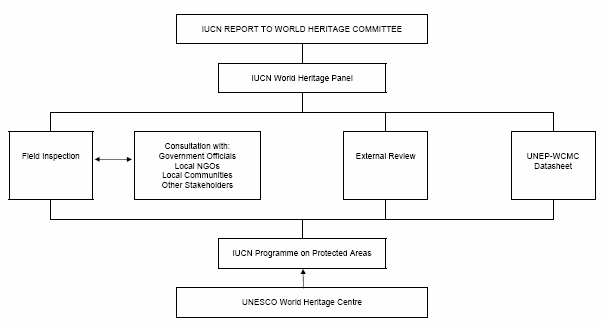 IUCN REPORT TO WORLD HERITAGE COMMITTEE
IUCN World Heritage Panel
Field Inspection
Consultation with:
Government Officials
Local NGOs
Local Communities
Other Stakeholders
External Review
UNEP-WCMC
Datasheet
IUCN Programme on Protected Areas
UNESCO World Heritage Centre